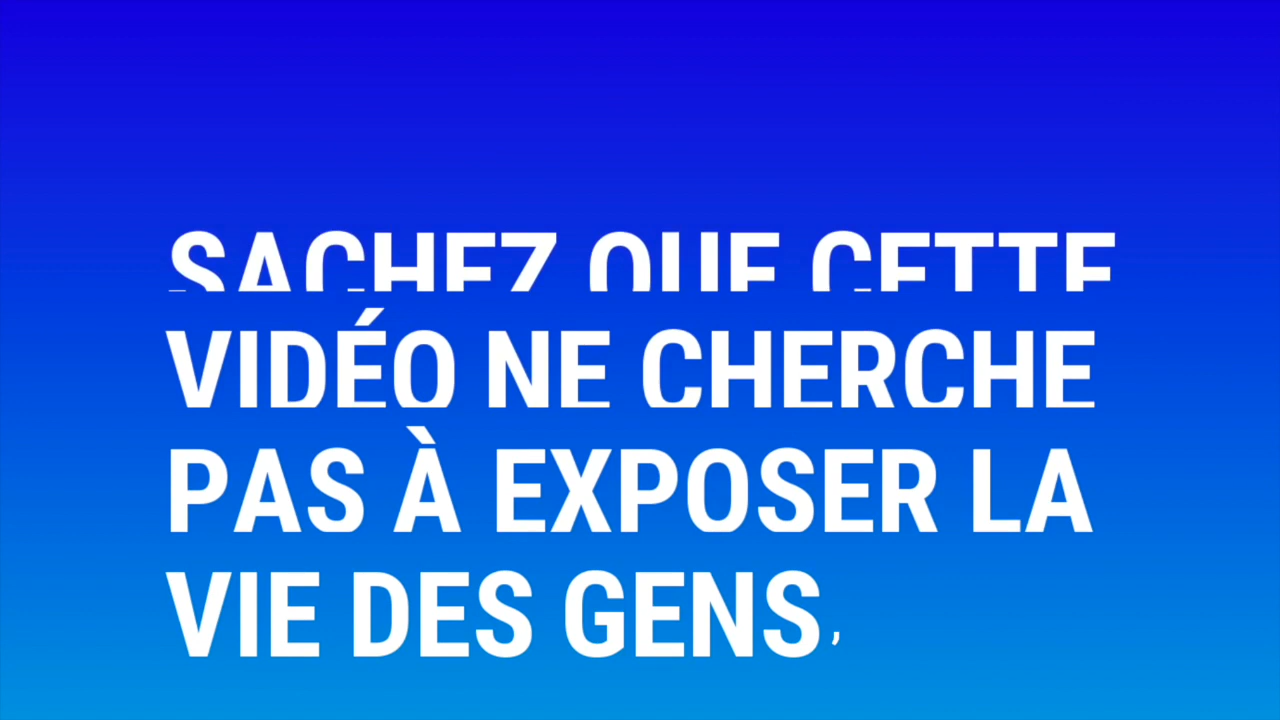 SACHEZ QUE CETTE
VIDÉO NE CHERCHE
PAS À EXPOSER LA
VIE DES GENS,